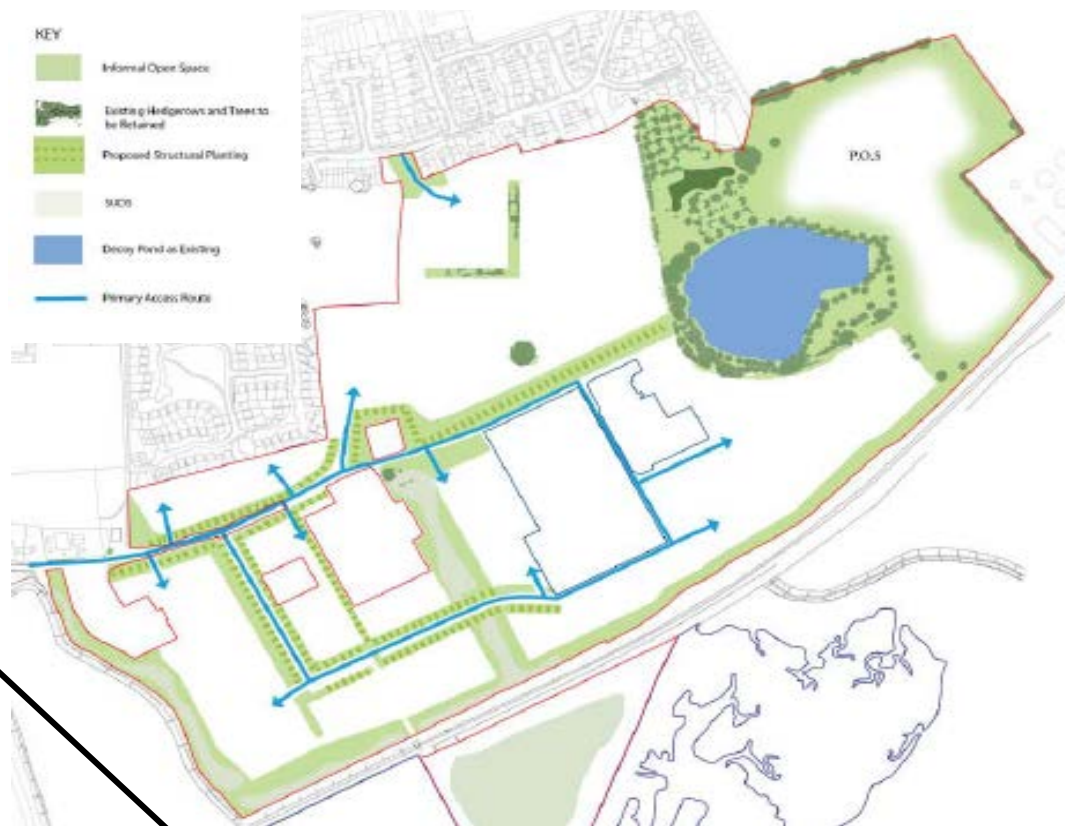 KEY
Informal Open Space
Existing Hedgerows and Trees to
be Retained
Proposed Structural Planting
SUDS
Decoy Pond as Existing
Primary Access Route
P.O.S